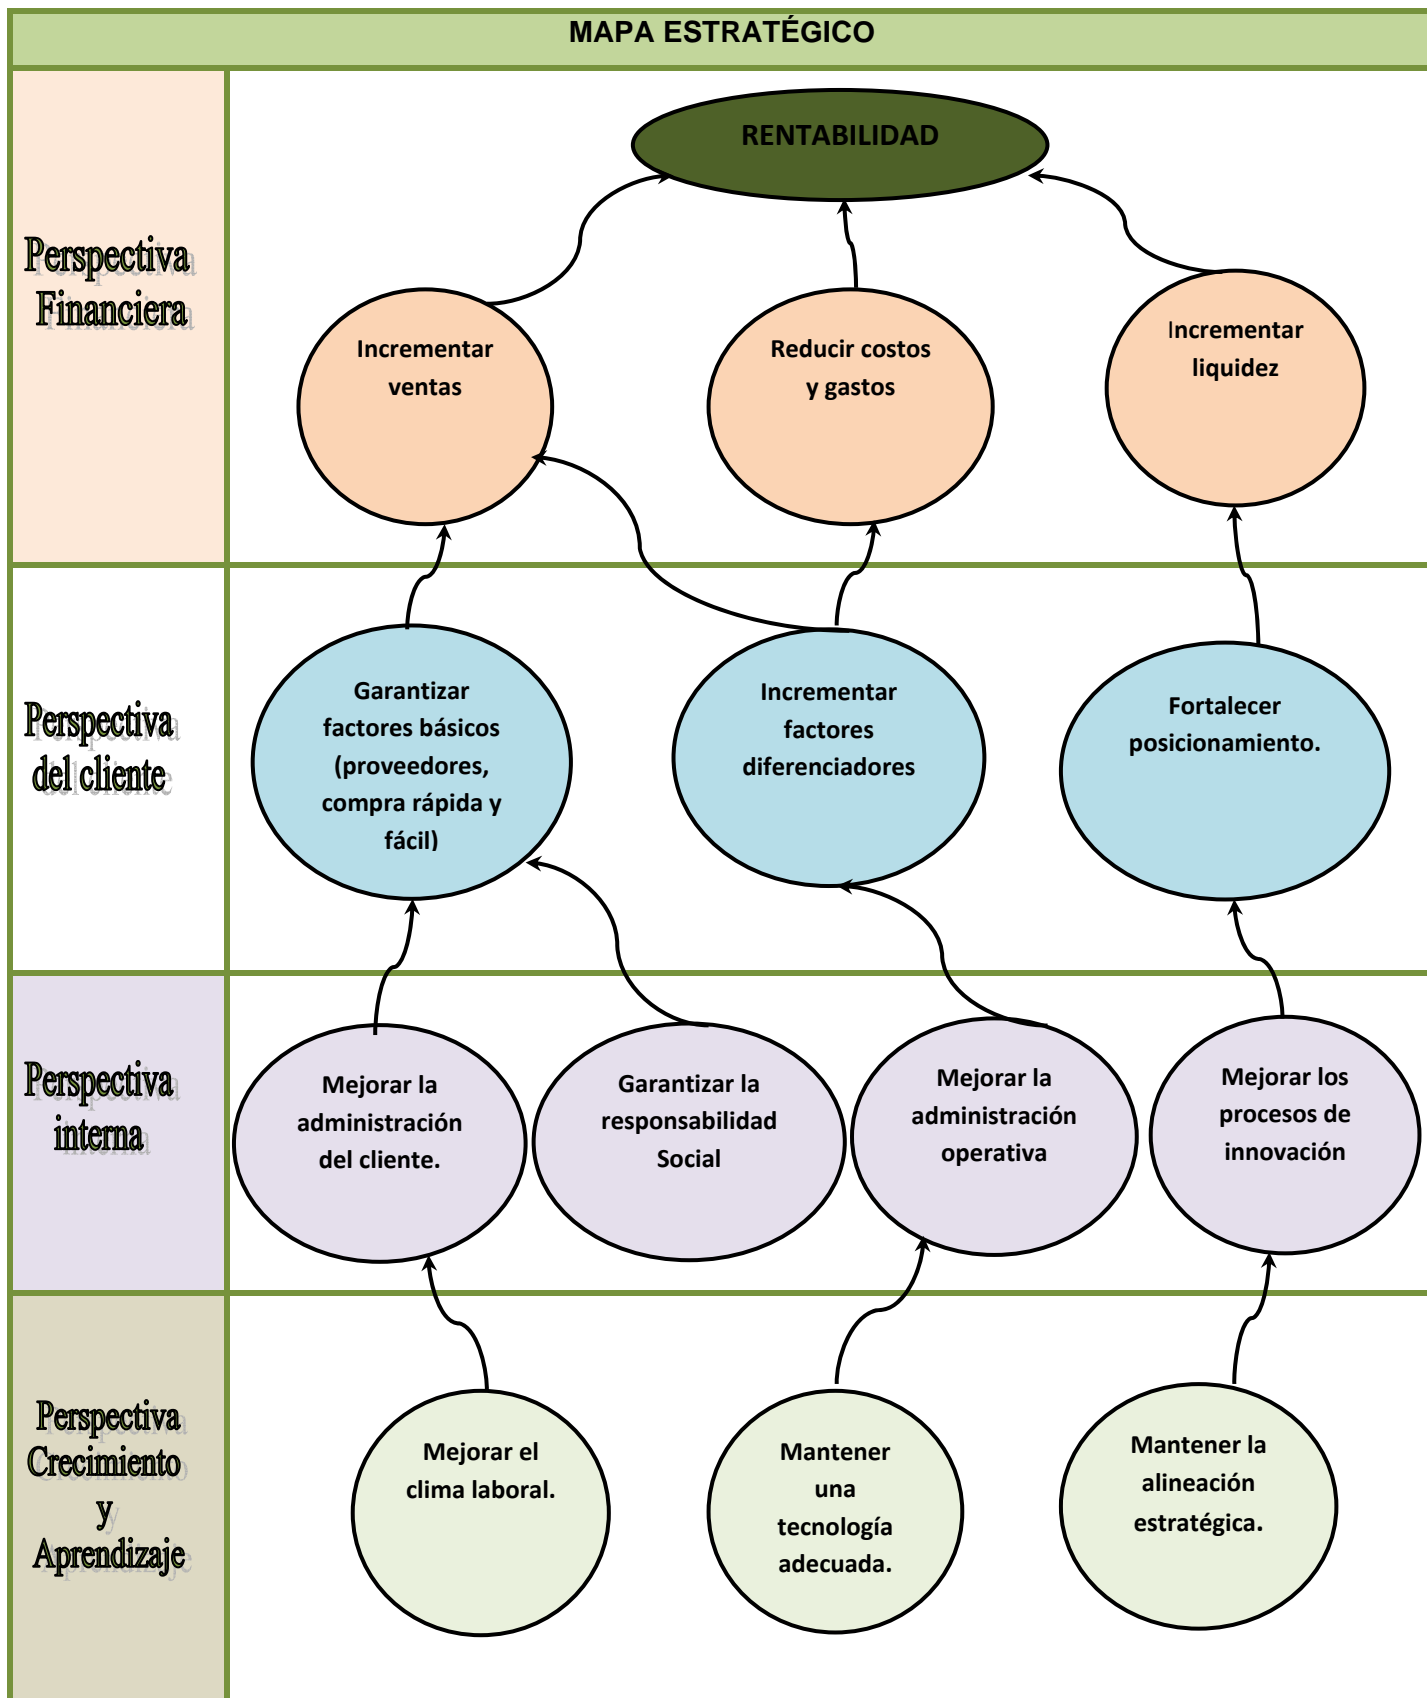 MAPA ESTRATÉGICO
Perspectiva
Financiera
RENTABILIDAD
Incrementar
ventas
Reducir costos
y gastos
Incrementar
liquidez
Perspectiva
del cliente
Garantizar
factores básicos
(proveedores,
compra rápida y
fácil)
Incrementar
factores
diferenciadores
Fortalecer
posicionamiento.
Perspectiva
interna
Mejorar la
administración
del cliente.
Garantizar la
responsabilidad
Social
Mejorar la
administración
operativa
Mejorar los
procesos de
innovación
Perspectiva
Crecimiento
y
Aprendizaje
Mejorar el
clima laboral.
Mantener
una
tecnología
adecuada.
Mantener la
alineación
estratégica.